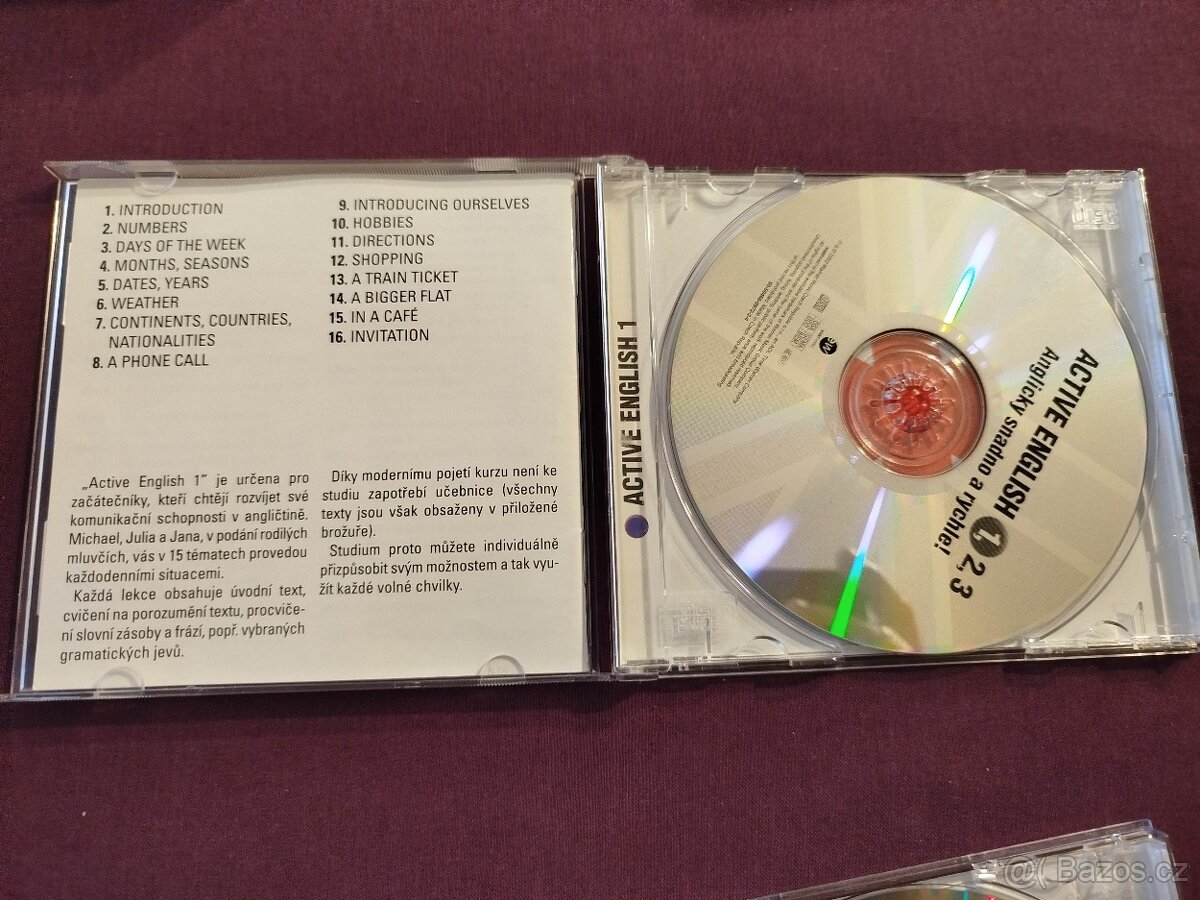 1. INTRODUCTION
2. NUMBERS
3. DAYS OF THE WEEK
4. MONTHS, SEASONS
5. DATES, YEARS
6. WEATHER
7. CONTINENTS, COUNTRIES,
NATIONALITIES
8. A PHONE CALL
9. INTRODUCING OURSELVES
10. HOBBIES
11. DIRECTIONS
12. SHOPPING
13. A TRAIN TICKET
14. A BIGGER FLAT
15. IN A CAFÉ
16. INVITATION
„Active English 1" je určena pro
začátečníky, kteří chtějí rozvíjet své
komunikační schopnosti v angličtině.
Michael, Julia a Jana, v podání rodilých
mluvčích, vás v 15 tématech provedou
každodenními situacemi.
Každá lekce obsahuje úvodní text,
cvičení na porozumění textu, procviče-
ní slovní zásoby a frází, popř. vybraných
gramatických jevů.
Díky modernímu pojetí kurzu není ke
studiu zapotřebí učebnice (všechny
texty jsou však obsaženy v přiložené
brožuře).
Studium proto můžete individuálně
přizpůsobit svým možnostem a tak vyu-
žít každé volné chvilky.
ACTIVE ENGLISH 1
ACTIVE ENGLISH 1, 2, 3
Anglicky snadno a rychle!
Bazos.cz